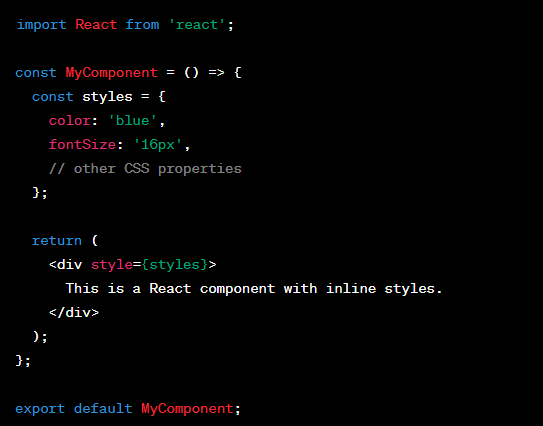 import React from 'react';
const MyComponent = () => {
const styles = {
color: 'blue',
fontSize: '16px',
// other CSS properties
};
return (
<div style={styles}>
This is a React component with inline styles.
</div>
);
};
export default MyComponent;